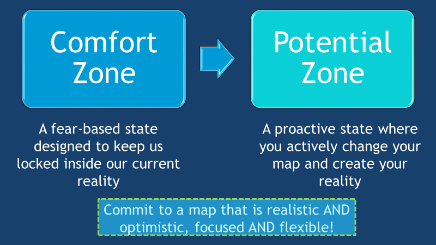 Comfort
Zone
Potential
Zone
A fear-based state
designed to keep us
locked inside our current
reality
A proactive state where
you actively change your
map and create your
reality
Commit to a map that is realistic AND
optimistic, focused AND flexible!